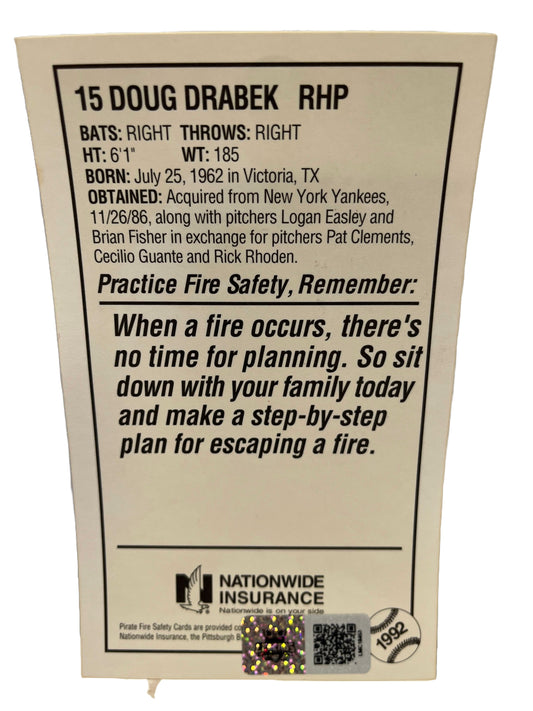 15 DOUG DRABEK RHP
BATS: RIGHT THROWS: RIGHT
HT: 6'1" WT: 185
BORN: July 25, 1962 in Victoria, TX
OBTAINED: Acquired from New York Yankees,
11/26/86, along with pitchers Logan Easley and
Brian Fisher in exchange for pitchers Pat Clements,
Cecilio Guante and Rick Rhoden.
Practice Fire Safety, Remember:
When a fire occurs, there's
no time for planning. So sit
down with your family today
and make a step-by-step
plan for escaping a fire.
NATIONWIDE
INSURANCE
Nationwide is on your side
Pirate Fire Safety Cards are provided
Nationwide Insurance, the Pittsburgh
1992